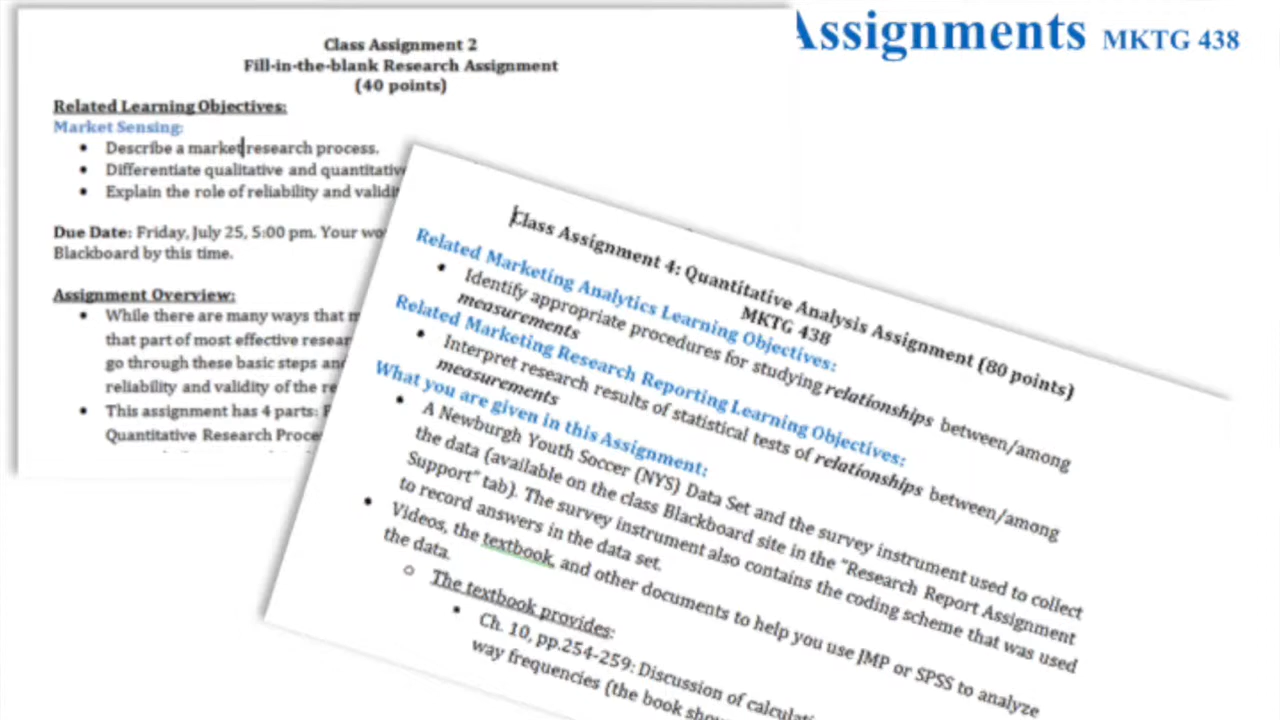 Assignments MKTG 438
Class Assignment 2
Fill-in-the-blank Research Assignment
(40 points)
Related Learning Objectives:
Market Sensing:
• Describe a market research process.
• Differentiate qualitative and quantitative
• Explain the role of reliability and validi
Due Date: Friday, July 25, 5:00 pm. Your wo
Blackboard by this time.
Assignment Overview:
• While there are many ways that m
that part of most effective resear
go through these basic steps and
reliability and validity of the re
• This assignment has 4 parts:
Quantitative Research Proce
Class Assignment 4: Quantitative Analysis Assignment (80 points)
MKTG 438
Related Marketing Analytics Learning Objectives:
• Identify appropriate procedures for studying relationships between/among
measurements
Related Marketing Research Reporting Learning Objectives:
• Interpret research results of statistical tests of relationships between/among
measurements
What you are given in this Assignment:
• A Newburgh Youth Soccer (NYS) Data Set and the survey instrument used to collect
the data (available on the class Blackboard site in the "Research Report Assignment
Support" tab). The survey instrument also contains the coding scheme that was used
to record answers in the data set.
• Videos, the textbook, and other documents to help you use JMP or SPSS to analyze
the data.
○ The textbook provides:
▪ Ch. 10, pp.254-259: Discussion of calculati
way frequencies (the book show